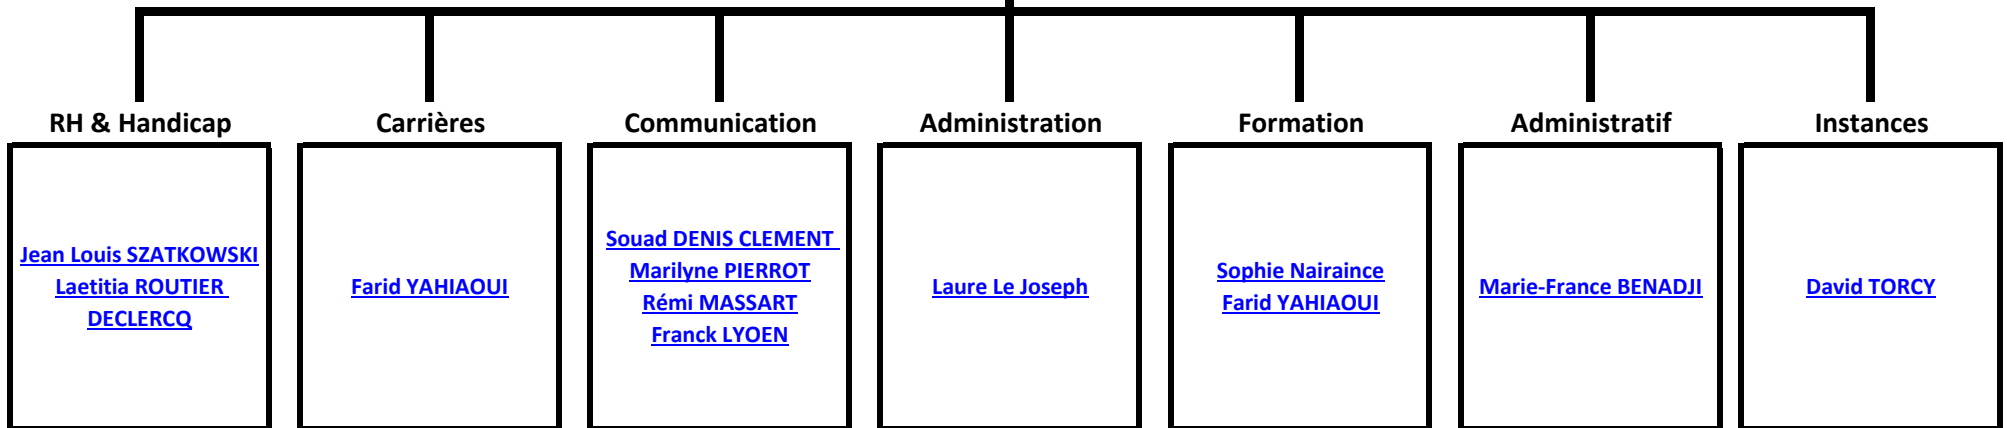 RH & Handicap
Jean Louis SZATKOWSKI
Laetitia ROUTIER
DECLERCQ
Carrières
Farid YAHIAOUI
Communication
Souad DENIS CLEMENT
Marilyne PIERROT
Rémi MASSART
Franck LYOEN
Administration
Laure Le Joseph
Formation
Sophie Nairaince
Farid YAHIAOUI
Administratif
Marie-France BENADJI
Instances
David TORCY